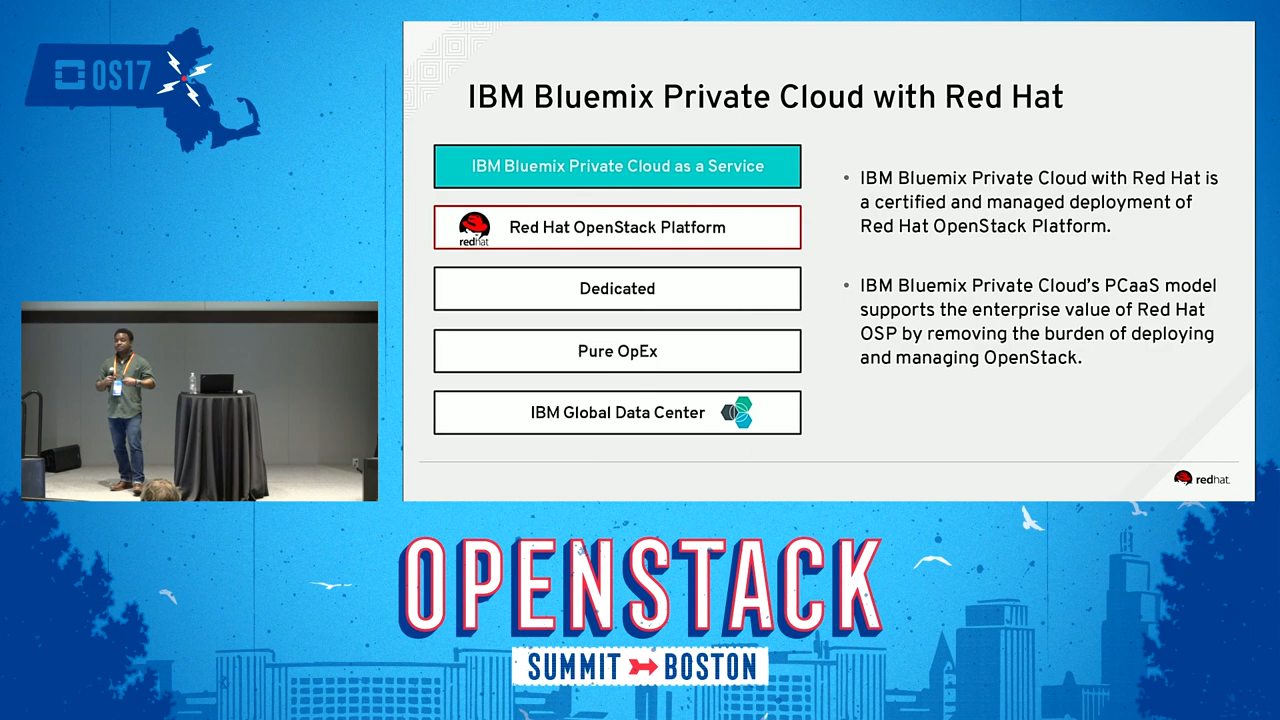 OS17
IBM Bluemix Private Cloud with Red Hat
IBM Bluemix Private Cloud as a Service
redhat
Red Hat OpenStack Platform
Dedicated
Pure OpEx
IBM Global Data Center
• IBM Bluemix Private Cloud with Red Hat is
a certified and managed deployment of
Red Hat OpenStack Platform.
• IBM Bluemix Private Cloud’s PCaaS model
supports the enterprise value of Red Hat
OSP by removing the burden of deploying
and managing OpenStack.
redhat.
OPENSTACK
SUMMIT BOSTON